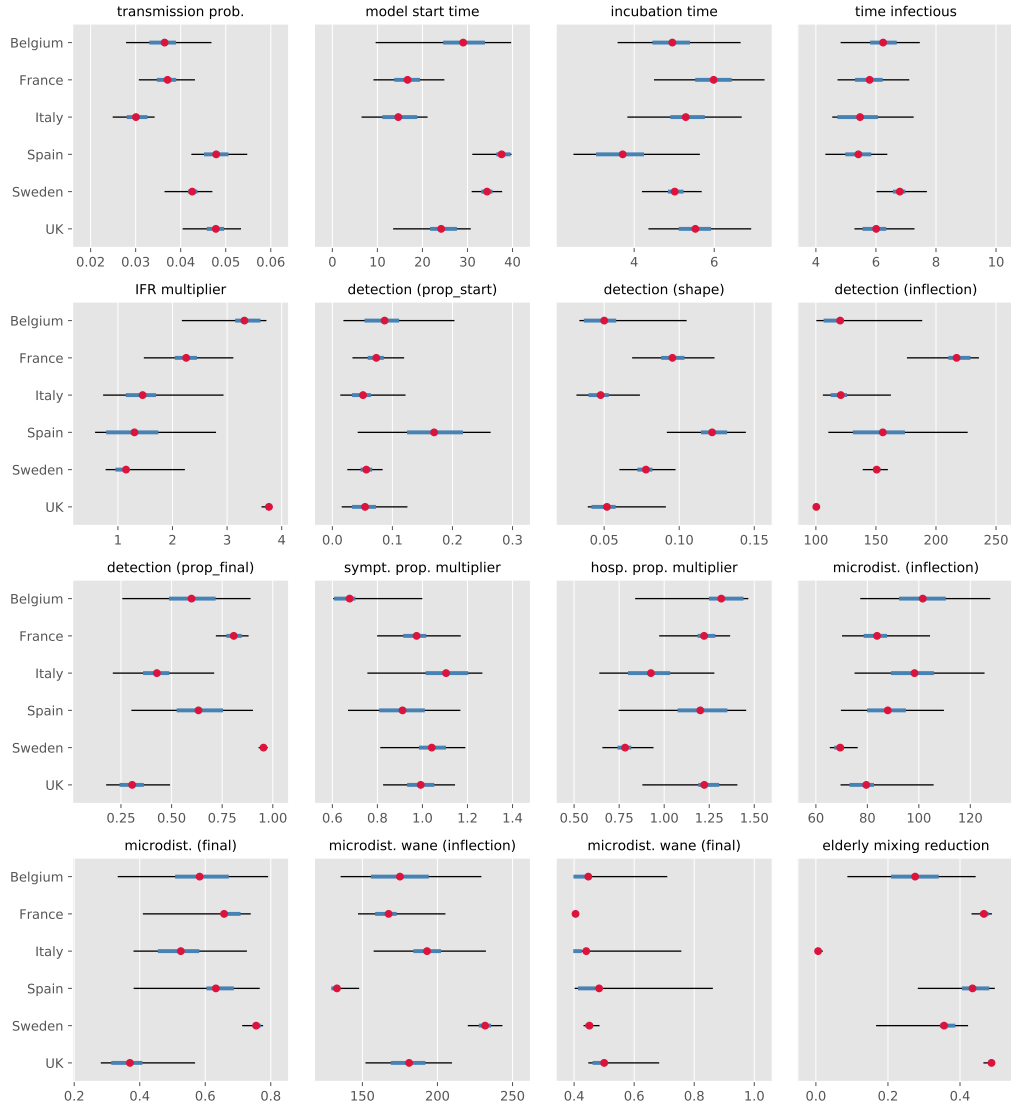 transmission prob.
model start time
incubation time
time infectious
Belgium
France
Italy
Spain
Sweden
UK
0.02 0.03 0.04 0.05 0.06
0 10 20 30 40
4 6
4 6 8 10
IFR multiplier
detection (prop_start)
detection (shape)
detection (inflection)
Belgium
France
Italy
Spain
Sweden
UK
1 2 3 4
0.0 0.1 0.2 0.3
0.05 0.10 0.15
100 150 200 250
detection (prop_final)
sympt. prop. multiplier
hosp. prop. multiplier
microdist. (inflection)
Belgium
France
Italy
Spain
Sweden
UK
0.25 0.50 0.75 1.00
0.6 0.8 1.0 1.2 1.4
0.50 0.75 1.00 1.25 1.50
60 80 100 120
microdist. (final)
microdist. wane (inflection)
microdist. wane (final)
elderly mixing reduction
Belgium
France
Italy
Spain
Sweden
UK
0.2 0.4 0.6 0.8
150 200 250
0.4 0.6 0.8 1.0
0.0 0.2 0.4